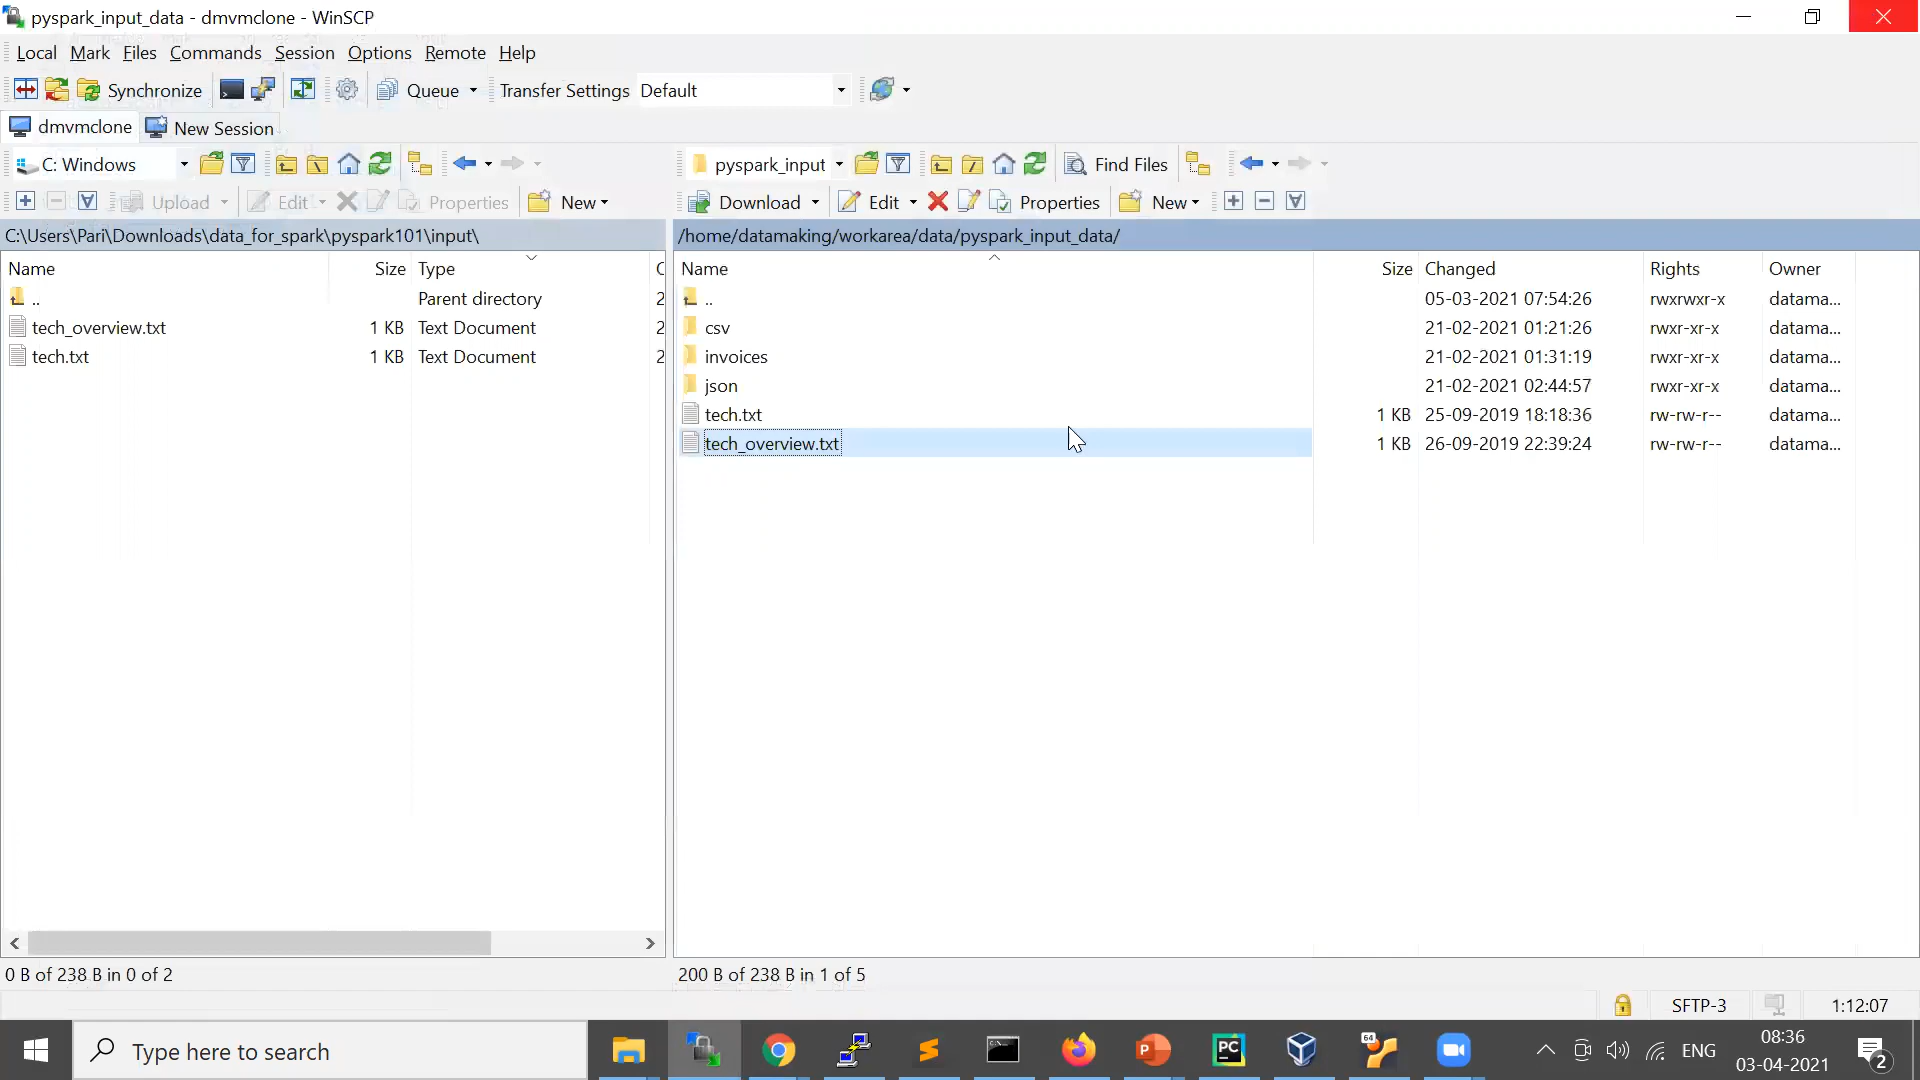 pyspark_input_data - dmvmclone - WinSCP
Local Mark Files Commands Session Options Remote Help
Synchronize Queue Transfer Settings Default
dmvmclone New Session
C: Windows pyspark_input Find Files
Upload Edit Properties New Download Edit Properties New
C:\Users\Pari\Downloads\data_for_spark\pyspark101\input\ /home/datamaking/workarea/data/pyspark_input_data/
Name Size Type C Name Size Changed Rights Owner
.. Parent directory 2 .. 05-03-2021 07:54:26 rwxrwxr-x datama...
tech_overview.txt 1 KB Text Document 2 csv 21-02-2021 01:21:26 rwxr-xr-x datama...
tech.txt 1 KB Text Document 2 invoices 21-02-2021 01:31:19 rwxr-xr-x datama...
json 21-02-2021 02:44:57 rwxr-xr-x datama...
tech.txt 1 KB 25-09-2019 18:18:36 rw-rw-r-- datama...
tech_overview.txt 1 KB 26-09-2019 22:39:24 rw-rw-r-- datama...
0 B of 238 B in 0 of 2 200 B of 238 B in 1 of 5
SFTP-3 1:12:07
Type here to search PC 64 ENG 08:36
03-04-2021 2